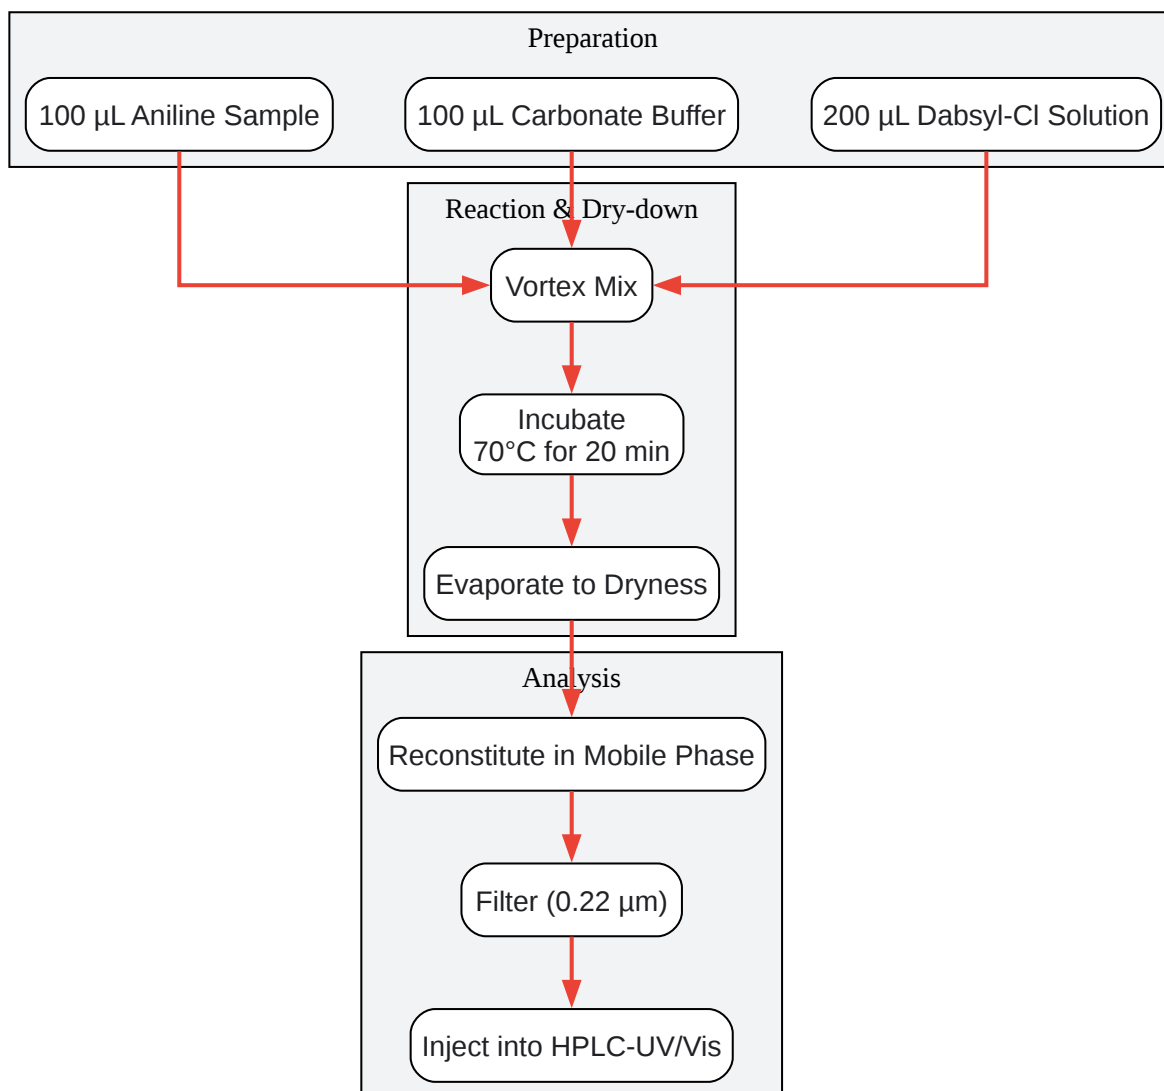 Preparation
100 µL Aniline Sample
100 µL Carbonate Buffer
200 µL Dabsyl-Cl Solution
Reaction & Dry-down
Vortex Mix
Incubate
70°C for 20 min
Evaporate to Dryness
Analysis
Reconstitute in Mobile Phase
Filter (0.22 µm)
Inject into HPLC-UV/Vis